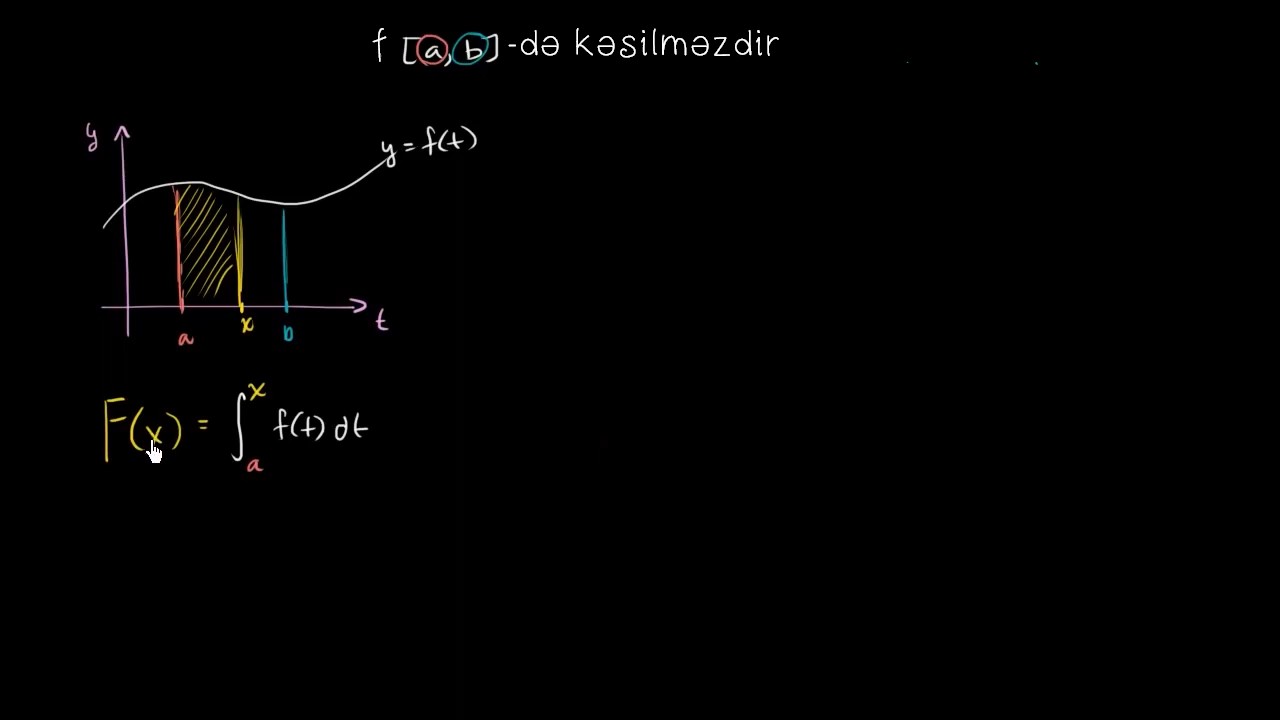 f [a, b] -də kəsilməzdir
y
y = f(t)
t
a x b
F(x) = ∫ₐˣ f(t) dt